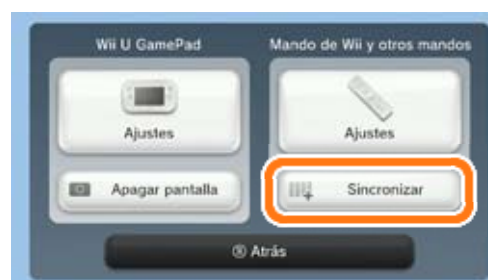 Wii U GamePad
Mando de Wii y otros mandos
Ajustes
Ajustes
Apagar pantalla
Sincronizar
Ⓑ Atrás